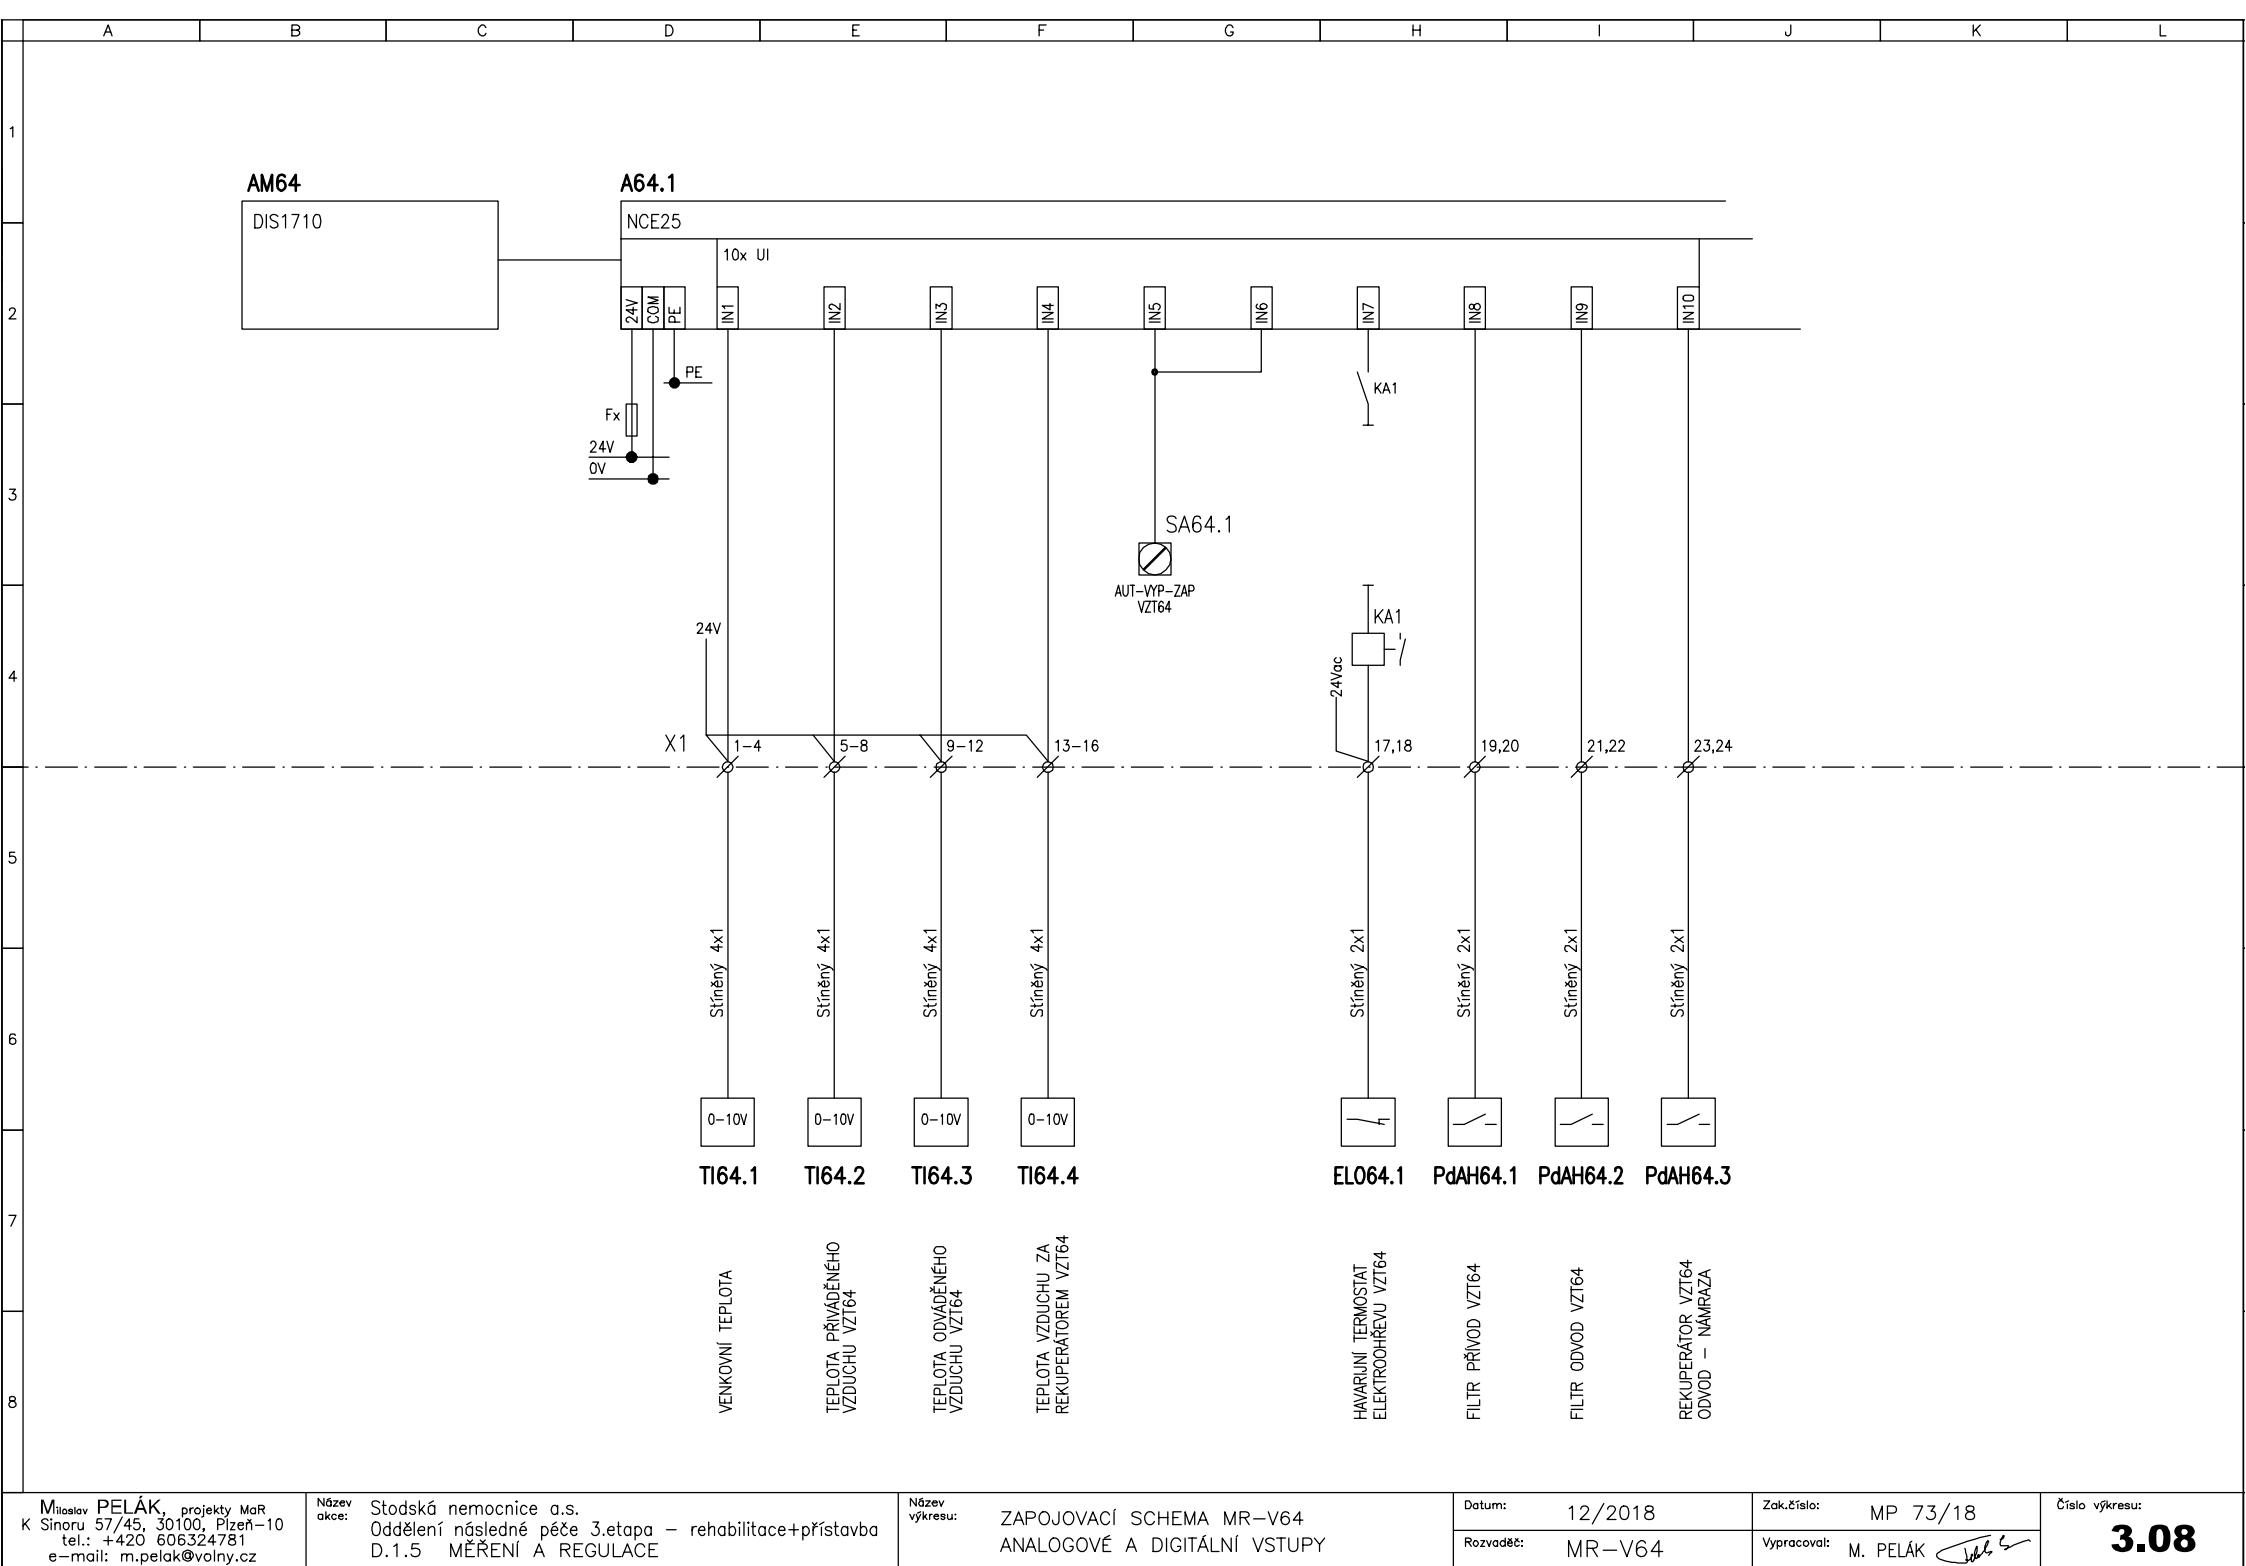 A B C D E F G H I J K L
1
2
3
4
5
6
7
8
AM64
DIS1710
A64.1
NCE25
10x UI
24V
COM
PE
IN1
IN2
IN3
IN4
IN5
IN6
IN7
IN8
IN9
IN10
PE
Fx
24V
0V
KA1
SA64.1
AUT-VYP-ZAP
VZT64
KA1
24V
24Vac
X1
1-4
5-8
9-12
13-16
17,18
19,20
21,22
23,24
Stíněný 4x1
Stíněný 4x1
Stíněný 4x1
Stíněný 4x1
Stíněný 2x1
Stíněný 2x1
Stíněný 2x1
Stíněný 2x1
0-10V
0-10V
0-10V
0-10V
TI64.1
TI64.2
TI64.3
TI64.4
ELO64.1
PdAH64.1
PdAH64.2
PdAH64.3
VENKOVNÍ TEPLOTA
TEPLOTA PŘIVÁDĚNÉHO
VZDUCHU VZT64
TEPLOTA ODVÁDĚNÉHO
VZDUCHU VZT64
TEPLOTA VZDUCHU ZA
REKUPERÁTOREM VZT64
HAVARIJNÍ TERMOSTAT
ELEKTROOHŘEVU VZT64
FILTR PŘÍVOD VZT64
FILTR ODVOD VZT64
REKUPERÁTOR VZT64
ODVOD - NÁMRAZA
Miloslav PELÁK, projekty MaR
K Sinoru 57/45, 30100, Plzeň-10
tel.: +420 606324781
e-mail: m.pelak@volny.cz
Název
akce:
Stodská nemocnice a.s.
Oddělení následné péče 3.etapa - rehabilitace+přístavba
D.1.5 MĚŘENÍ A REGULACE
Název
výkresu:
ZAPOJOVACÍ SCHEMA MR-V64
ANALOGOVÉ A DIGITÁLNÍ VSTUPY
Datum: 12/2018
Rozvaděč: MR-V64
Zak.číslo: MP 73/18
Vypracoval: M. PELÁK
Číslo výkresu:
3.08